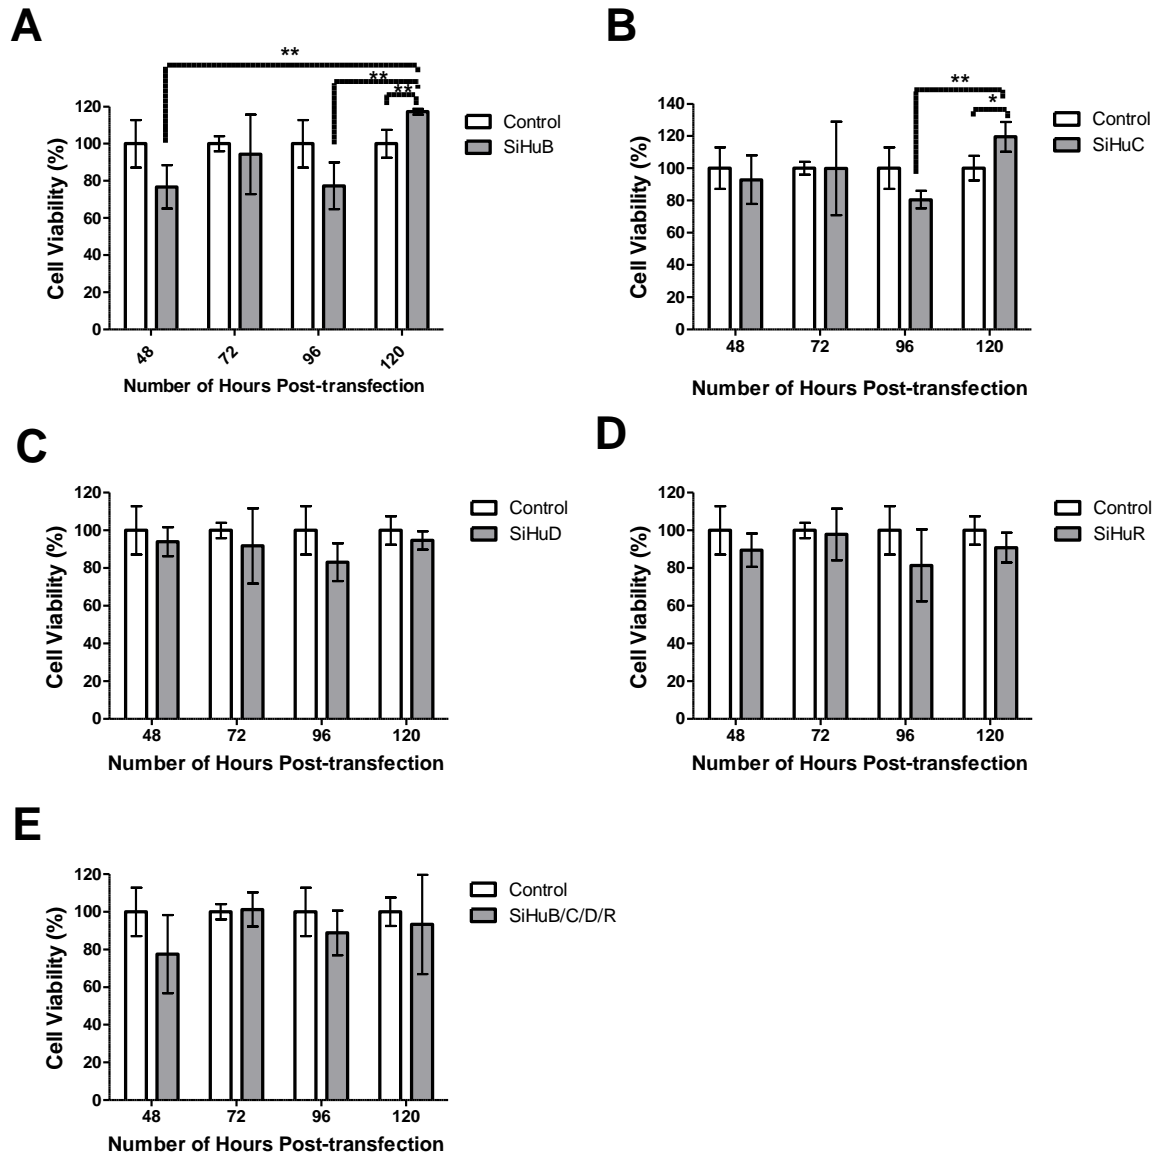 A
**
**
**
120
100
80
60
40
20
0
Cell Viability (%)
48
72
96
120
Number of Hours Post-transfection
Control
SiHuB
B
**
*
140
120
100
80
60
40
20
0
Cell Viability (%)
48
72
96
120
Number of Hours Post-transfection
Control
SiHuC
C
120
100
80
60
40
20
0
Cell Viability (%)
48
72
96
120
Number of Hours Post-transfection
Control
SiHuD
D
120
100
80
60
40
20
0
Cell Viability (%)
48
72
96
120
Number of Hours Post-transfection
Control
SiHuR
E
120
100
80
60
40
20
0
Cell Viability (%)
48
72
96
120
Number of Hours Post-transfection
Control
SiHuB/C/D/R